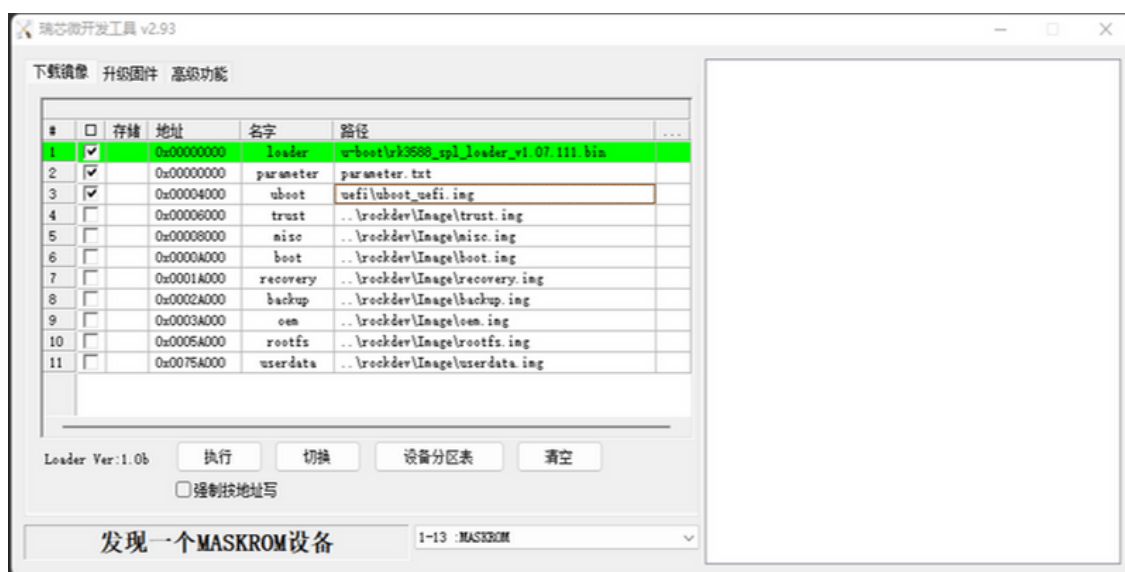 瑞芯微开发工具 v2.93
下载镜像 升级固件 高级功能
# 存储 地址 名字 路径 ...
1 0x00000000 loader u-boot\rk3588_spl_loader_v1.07.111.bin
2 0x00000000 parameter parameter.txt
3 0x00004000 uboot uefi\uboot_uefi.img
4 0x00006000 trust ..\rockdev\Image\trust.img
5 0x00008000 misc ..\rockdev\Image\misc.img
6 0x0000A000 boot ..\rockdev\Image\boot.img
7 0x0001A000 recovery ..\rockdev\Image\recovery.img
8 0x0002A000 backup ..\rockdev\Image\backup.img
9 0x0003A000 oem ..\rockdev\Image\oem.img
10 0x0005A000 rootfs ..\rockdev\Image\rootfs.img
11 0x0075A000 userdata ..\rockdev\Image\userdata.img
Loader Ver:1.0b 执行 切换 设备分区表 清空
强制按地址写
发现一个MASKROM设备 1-13 :MASKROM